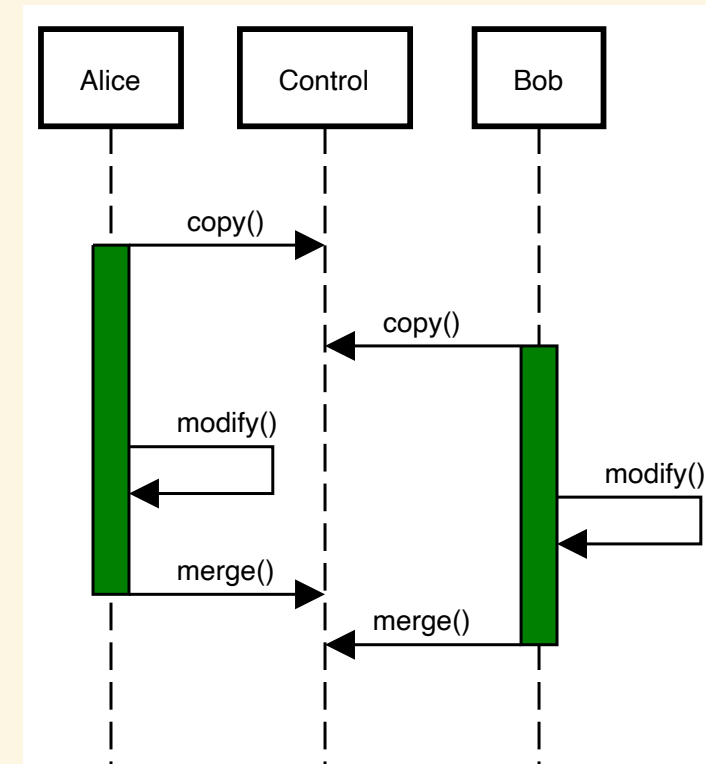 Alice
Control
Bob
copy()
copy()
modify()
modify()
merge()
merge()